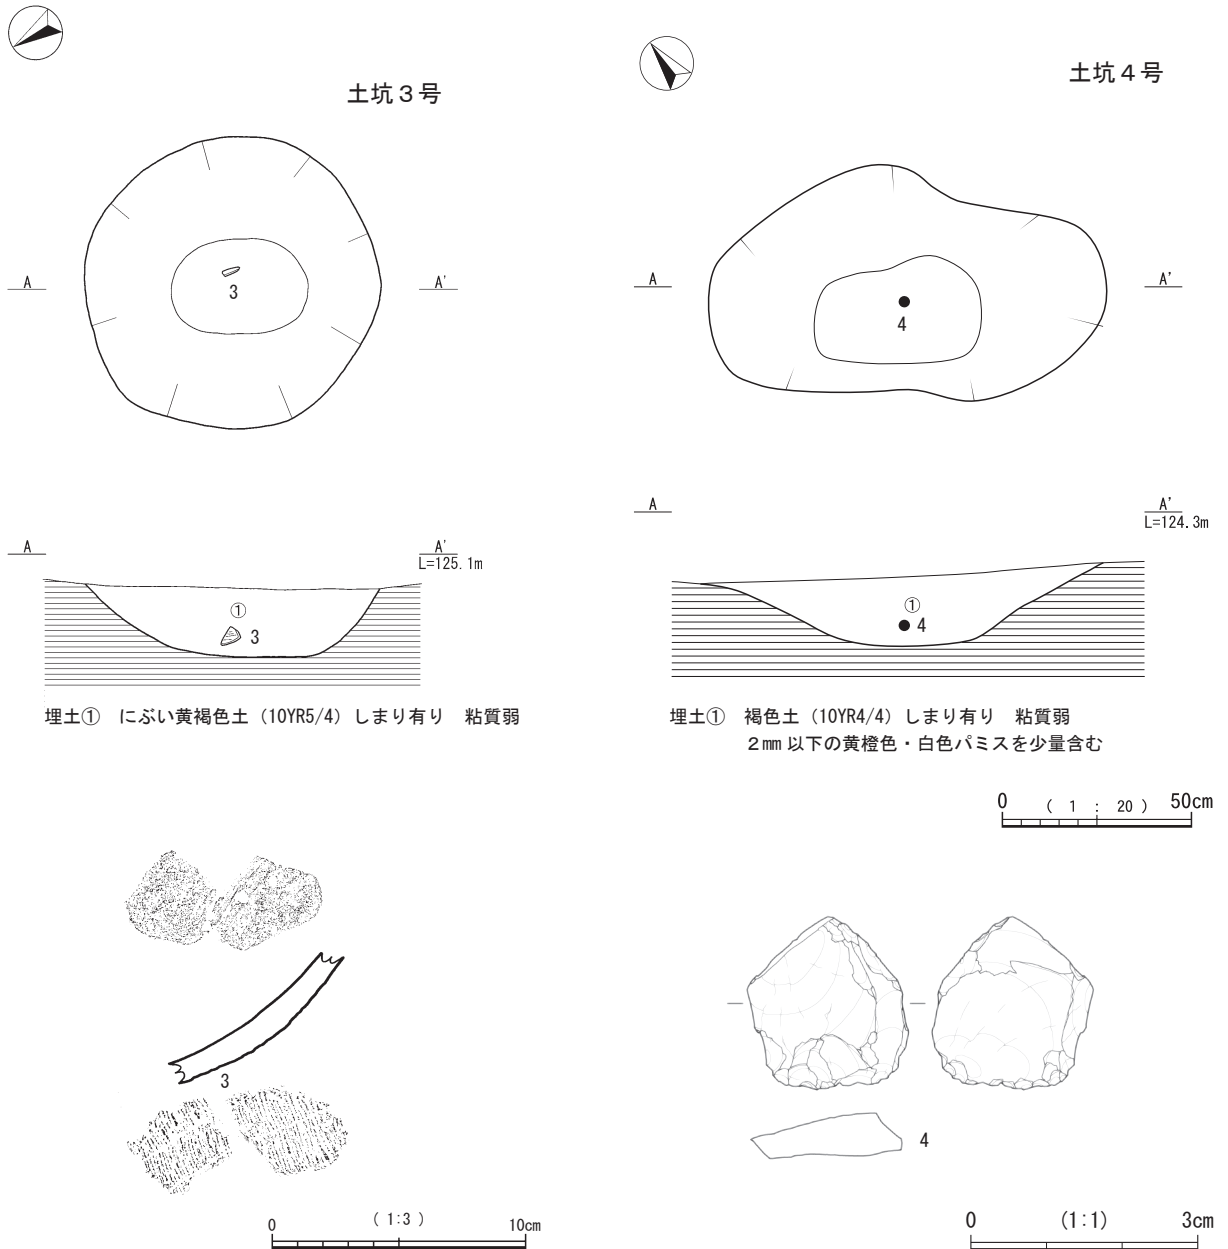 土坑３号
A
A'
3
A
A'
L=125.1m
①
3
埋土①　にぶい黄褐色土（10YR5/4）しまり有り　粘質弱
3
0
( 1:3 )
10cm
土坑４号
A
A'
4
A
A'
L=124.3m
①
4
埋土①　褐色土（10YR4/4）しまり有り　粘質弱
２㎜以下の黄橙色・白色パミスを少量含む
0
( 1 : 20 )
50cm
4
0
(1:1)
3cm